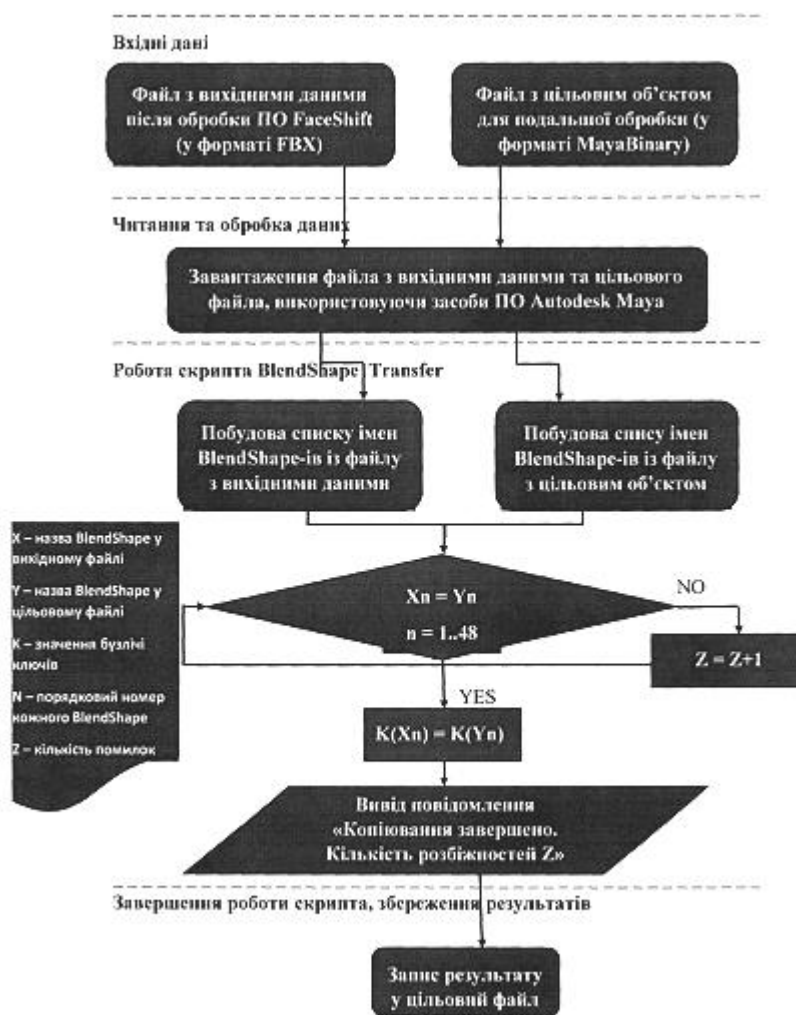 Вхідні дані
Файл з вихідними даними
після обробки ПО FaceShift
(у форматі FBX)
Файл з цільовим об'єктом
для подальшої обробки (у
форматі MayaBinary)
Читання та обробка даних
Завантаження файла з вихідними даними та цільового
файла, використовуючи засоби ПО Autodesk Maya
Робота скрипта BlendShape Transfer
Побудова списку імен
BlendShape-ів із файлу
з вихідними даними
Побудова спису імен
BlendShape-ів із файлу
з цільовим об'єктом
X – назва BlendShape у
вихідному файлі
Y – назва BlendShape у
цільовому файлі
K – значення бузлічі
ключів
N – порядковий номер
кожного BlendShape
Z – кількість помилок
Xn = Yn
n = 1..48
NO
Z = Z+1
YES
K(Xn) = K(Yn)
Вивід повідомлення
«Копіювання завершено.
Кількість розбіжностей Z»
Завершення роботи скрипта, збереження результатів
Запис результату
у цільовий файл